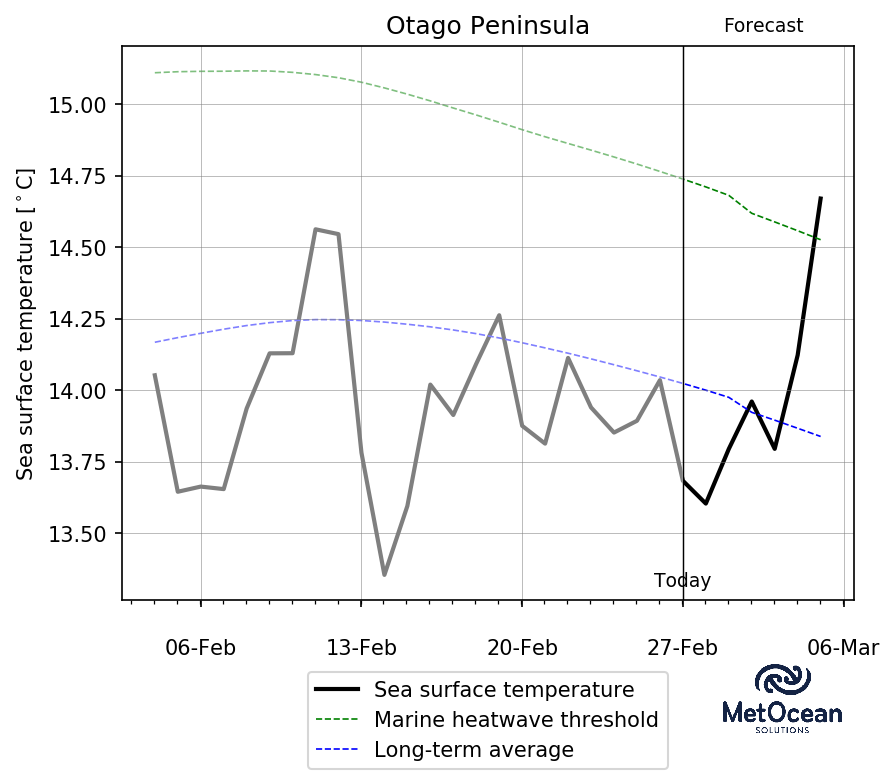 Otago Peninsula
Forecast
Sea surface temperature [°C]
15.00
14.75
14.50
14.25
14.00
13.75
13.50
Today
06-Feb 13-Feb 20-Feb 27-Feb 06-Mar
Sea surface temperature
Marine heatwave threshold
Long-term average
MetOcean
SOLUTIONS